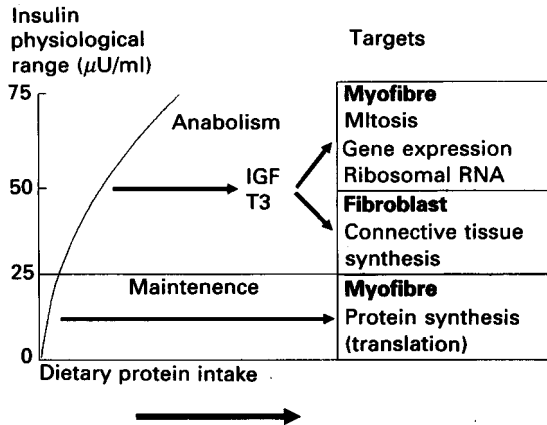 Insulin
physiological
range (μU/ml)
Targets
75
Anabolism
Myofibre
MItosis
Gene expression
Ribosomal RNA
50
IGF
T3
Fibroblast
Connective tissue
synthesis
25
Maintenence
Myofibre
Protein synthesis
(translation)
0
Dietary protein intake